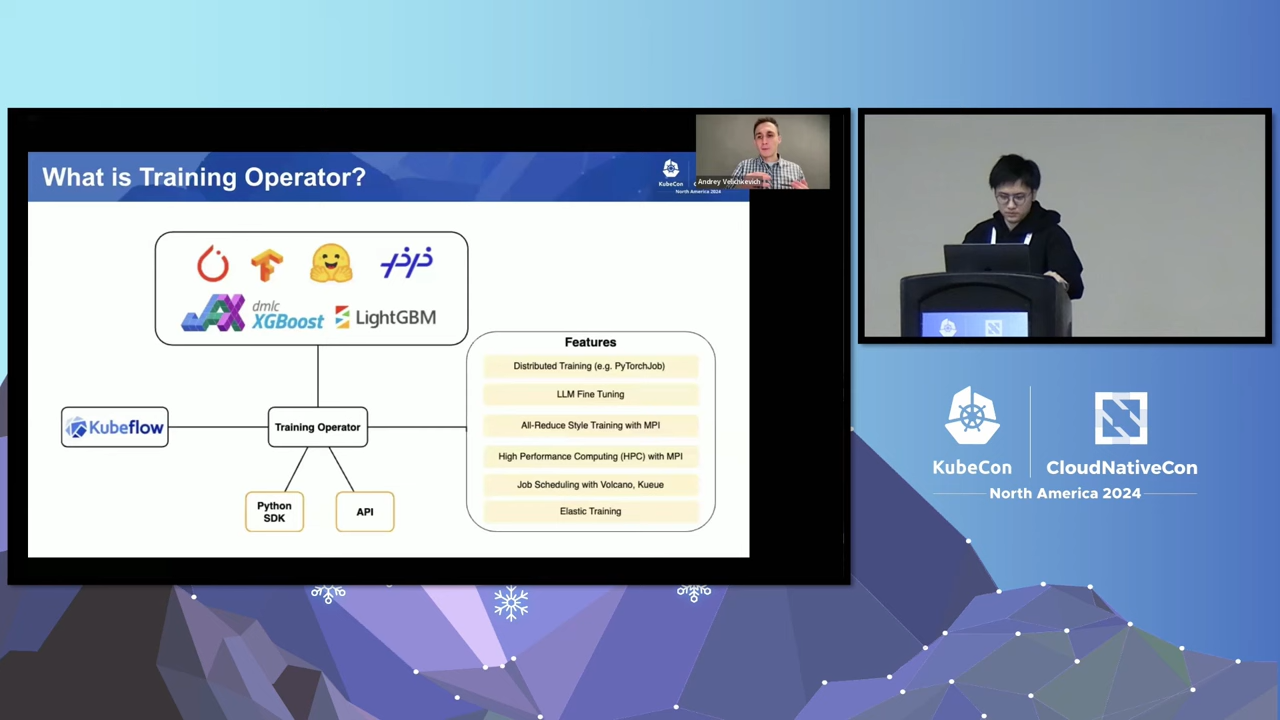 What is Training Operator?
KubeCon
North America 2024
Andrey Velichkevich
JAX
dmlc
XGBoost
LightGBM
Kubeflow
Training Operator
Python
SDK
API
Features
Distributed Training (e.g. PyTorchJob)
LLM Fine Tuning
All-Reduce Style Training with MPI
High Performance Computing (HPC) with MPI
Job Scheduling with Volcano, Kueue
Elastic Training
KubeCon
CloudNativeCon
North America 2024